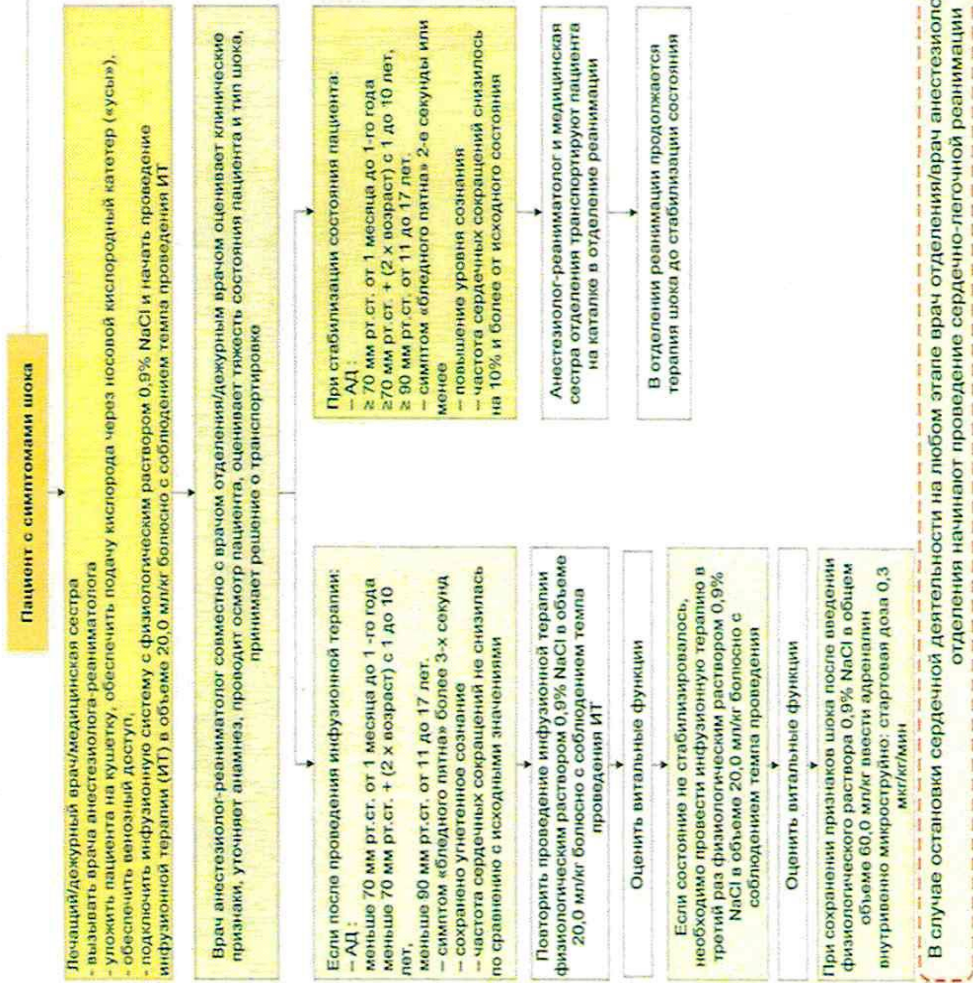 Пациент с симптомами шока
Лечащий/дежурный врач/медицинская сестра
- вызывать врача анестезиолога-реаниматолога
- уложить пациента на кушетку, обеспечить подачу кислорода через носовой кислородный катетер («усы»),
- обеспечить венозный доступ,
- подключить инфузионную систему с физиологическим раствором 0,9% NaCl и начать проведение
инфузионной терапии (ИТ) в объеме 20,0 мл/кг болюсно с соблюдением темпа проведения ИТ
Врач анестезиолог-реаниматолог совместно с врачом отделения/дежурным врачом оценивает клинические
признаки, уточняет анамнез, проводит осмотр пациента, оценивает тяжесть состояния пациента и тип шока,
принимает решение о транспортировке
Если после проведения инфузионной терапии:
– АД :
меньше 70 мм рт.ст. от 1 месяца до 1 -го года
меньше 70 мм рт.ст. + (2 х возраст) с 1 до 10
лет,
меньше 90 мм рт.ст. от 11 до 17 лет.
– симптом «бледного пятна» более 3-х секунд
– сохранено угнетенное сознание
– частота сердечных сокращений не снизилась
по сравнению с исходными значениями
Повторить проведение инфузионной терапии
физиологическим раствором 0,9% NaCl в объеме
20,0 мл/кг болюсно с соблюдением темпа
проведения ИТ
Оценить витальные функции
Если состояние не стабилизировалось,
необходимо провести инфузионную терапию в
третий раз физиологическим раствором 0,9%
NaCl в объеме 20,0 мл/кг болюсно с
соблюдением темпа проведения
Оценить витальные функции
При сохранении признаков шока после введения
физиологического раствора 0,9% NaCl в общем
объеме 60,0 мл/кг ввести адреналин
внутривенно микроструйно: стартовая доза 0,3
мкг/кг/мин
При стабилизации состояния пациента:
– АД :
≥ 70 мм рт.ст. от 1 месяца до 1-го года
≥70 мм рт.ст. + (2 х возраст) с 1 до 10 лет,
≥ 90 мм рт.ст. от 11 до 17 лет.
– симптом «бледного пятна» 2-е секунды или
менее
– повышение уровня сознания
– частота сердечных сокращений снизилось
на 10% и более от исходного состояния
Анестезиолог-реаниматолог и медицинская
сестра отделения транспортируют пациента
на каталке в отделение реанимации
В отделении реанимации продолжается
терапия шока до стабилизации состояния
В случае остановки сердечной деятельности на любом этапе врач отделения/врач анестезиоло
отделения начинают проведение сердечно-легочной реанимации